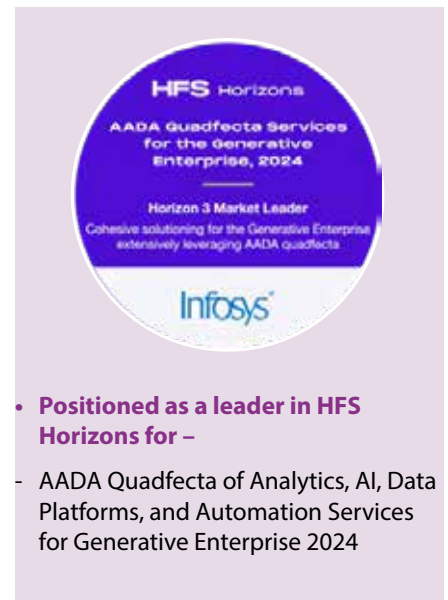 HFS Horizons
AADA Quadfecta Services
for the Generative
Enterprise, 2024
Horizon 3 Market Leader
Cohesive solutioning for the Generative Enterprise
extensively leveraging AADA quadfecta
Infosys
• Positioned as a leader in HFS
Horizons for –
- AADA Quadfecta of Analytics, AI, Data
Platforms, and Automation Services
for Generative Enterprise 2024